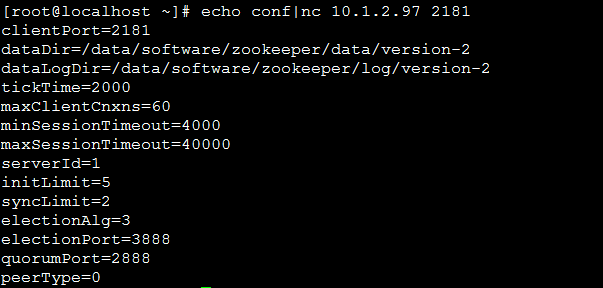 [root@localhost ~]# echo conf|nc 10.1.2.97 2181
clientPort=2181
dataDir=/data/software/zookeeper/data/version-2
dataLogDir=/data/software/zookeeper/log/version-2
tickTime=2000
maxClientCnxns=60
minSessionTimeout=4000
maxSessionTimeout=40000
serverId=1
initLimit=5
syncLimit=2
electionAlg=3
electionPort=3888
quorumPort=2888
peerType=0